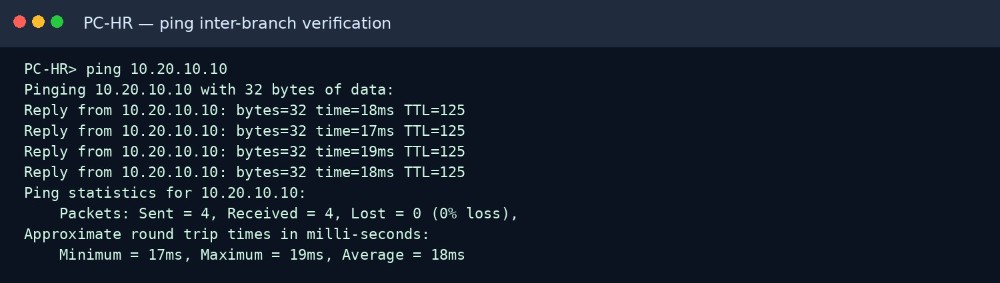 PC-HR — ping inter-branch verification
PC-HR> ping 10.20.10.10
Pinging 10.20.10.10 with 32 bytes of data:
Reply from 10.20.10.10: bytes=32 time=18ms TTL=125
Reply from 10.20.10.10: bytes=32 time=17ms TTL=125
Reply from 10.20.10.10: bytes=32 time=19ms TTL=125
Reply from 10.20.10.10: bytes=32 time=18ms TTL=125
Ping statistics for 10.20.10.10:
    Packets: Sent = 4, Received = 4, Lost = 0 (0% loss),
Approximate round trip times in milli-seconds:
    Minimum = 17ms, Maximum = 19ms, Average = 18ms